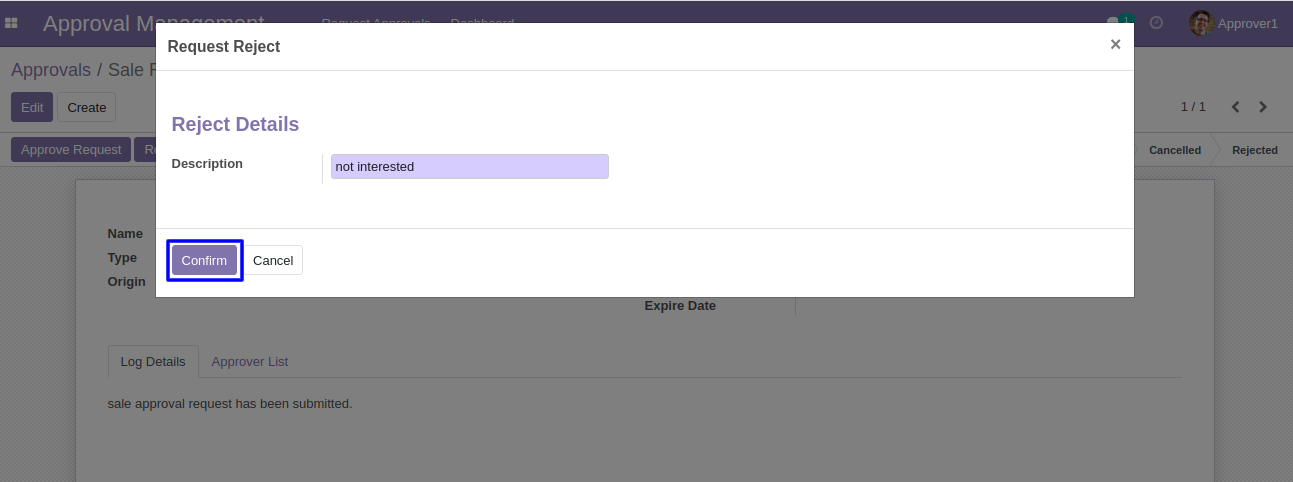 Approval Management Request Approvals Dashboard 1 Approver1
Request Reject ×
Approvals / Sale R
Edit Create 1 / 1
Reject Details
Approve Request Re Cancelled Rejected
Description not interested
Name
Type
Confirm Cancel
Origin
Expire Date
Log Details Approver List
sale approval request has been submitted.